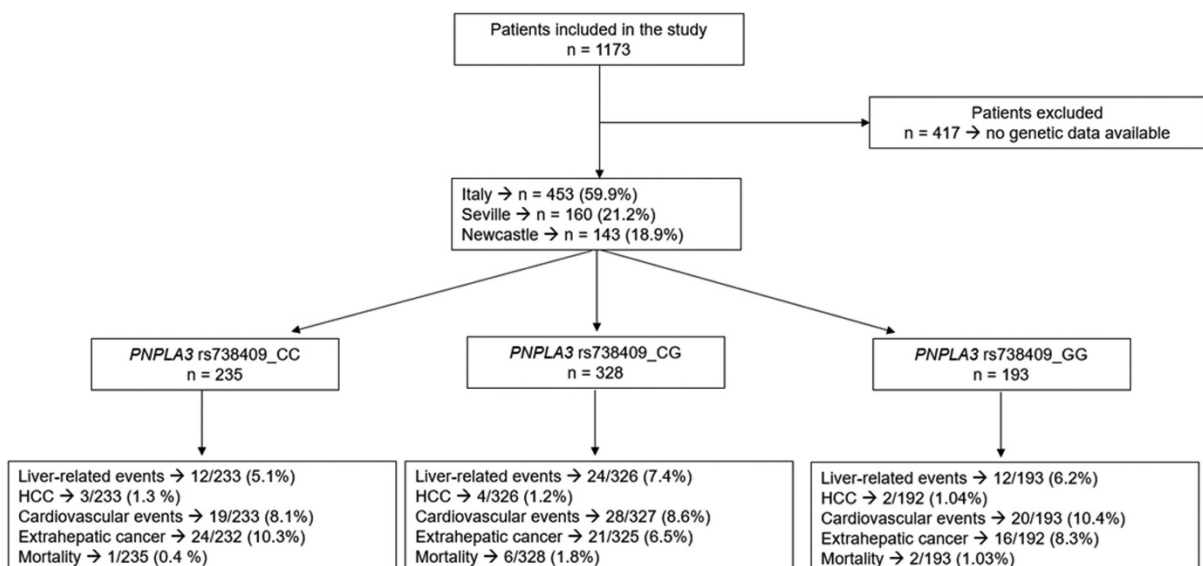 Patients included in the study
n = 1173
Patients excluded
n = 417 → no genetic data available
Italy → n = 453 (59.9%)
Seville → n = 160 (21.2%)
Newcastle → n = 143 (18.9%)
PNPLA3 rs738409_CC
n = 235
PNPLA3 rs738409_CG
n = 328
PNPLA3 rs738409_GG
n = 193
Liver-related events → 12/233 (5.1%)
HCC → 3/233 (1.3 %)
Cardiovascular events → 19/233 (8.1%)
Extrahepatic cancer → 24/232 (10.3%)
Mortality → 1/235 (0.4 %)
Liver-related events → 24/326 (7.4%)
HCC → 4/326 (1.2%)
Cardiovascular events → 28/327 (8.6%)
Extrahepatic cancer → 21/325 (6.5%)
Mortality → 6/328 (1.8%)
Liver-related events → 12/193 (6.2%)
HCC → 2/192 (1.04%)
Cardiovascular events → 20/193 (10.4%)
Extrahepatic cancer → 16/192 (8.3%)
Mortality → 2/193 (1.03%)